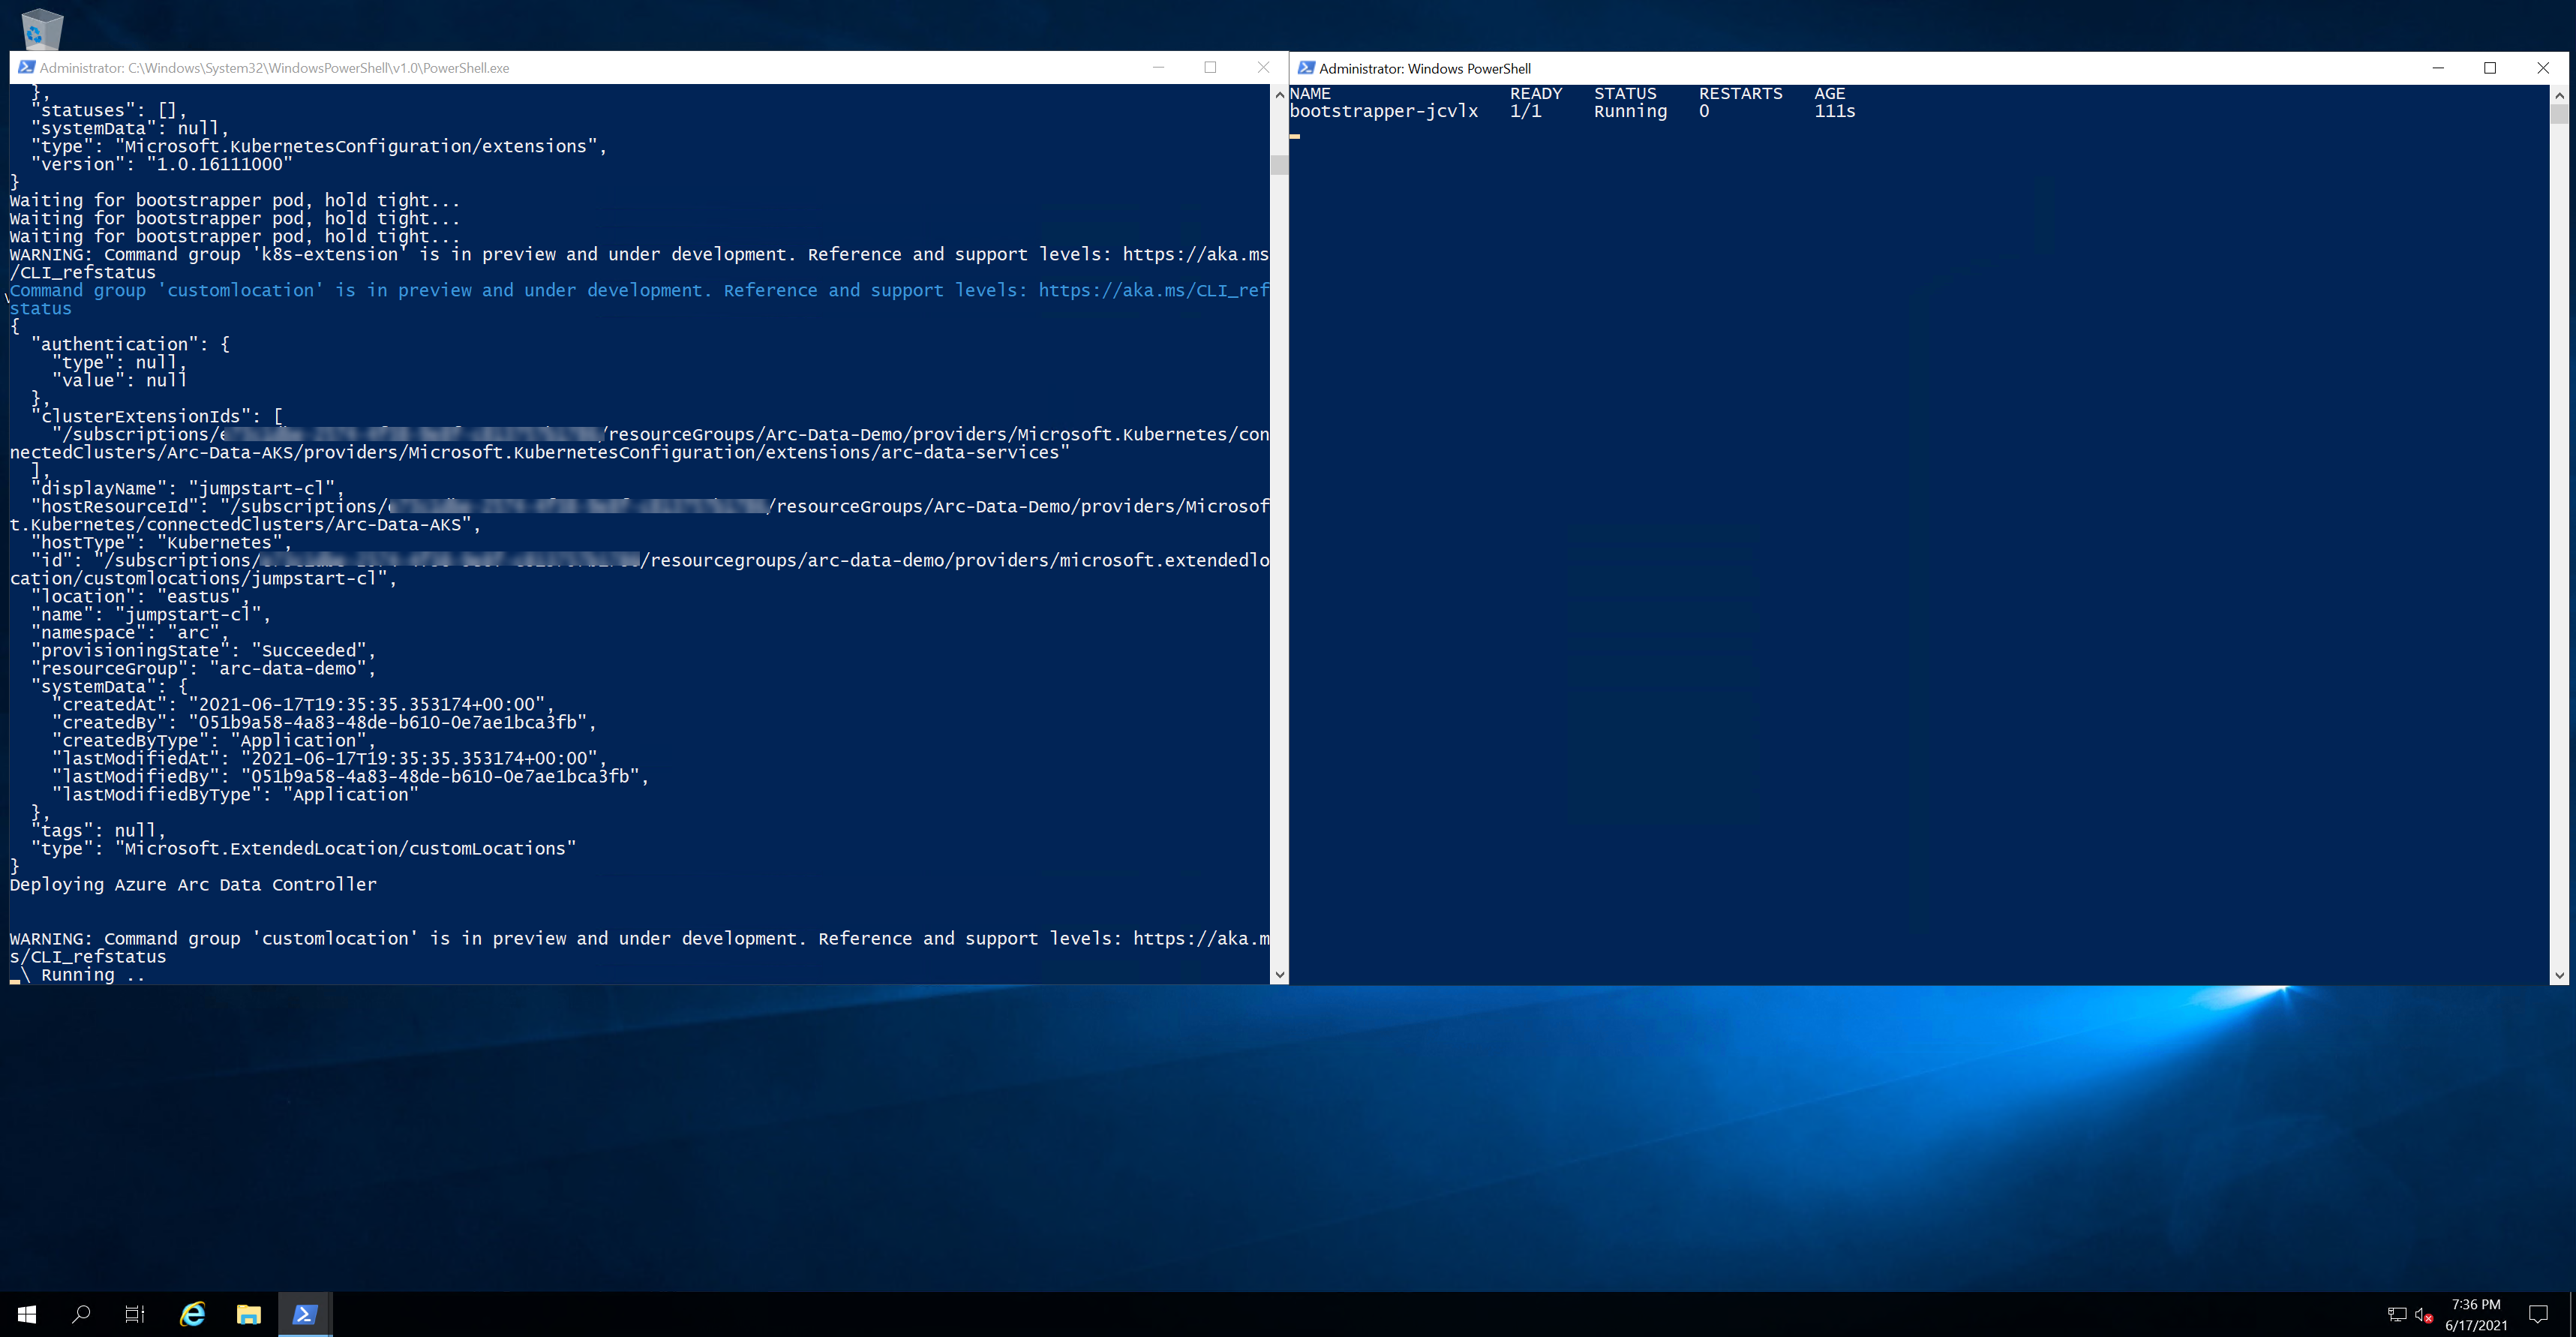 Administrator: C:\Windows\System32\WindowsPowerShell\v1.0\PowerShell.exe
},
"statuses": [],
"systemData": null,
"type": "Microsoft.KubernetesConfiguration/extensions",
"version": "1.0.16111000"
}
Waiting for bootstrapper pod, hold tight...
Waiting for bootstrapper pod, hold tight...
Waiting for bootstrapper pod, hold tight...
WARNING: Command group 'k8s-extension' is in preview and under development. Reference and support levels: https://aka.ms
/CLI_refstatus
Command group 'customlocation' is in preview and under development. Reference and support levels: https://aka.ms/CLI_ref
status
{
"authentication": {
"type": null,
"value": null
},
"clusterExtensionIds": [
"/subscriptions/ /resourceGroups/Arc-Data-Demo/providers/Microsoft.Kubernetes/con
nectedClusters/Arc-Data-AKS/providers/Microsoft.KubernetesConfiguration/extensions/arc-data-services"
],
"displayName": "jumpstart-cl",
"hostResourceId": "/subscriptions/ /resourceGroups/Arc-Data-Demo/providers/Microsof
t.Kubernetes/connectedClusters/Arc-Data-AKS",
"hostType": "Kubernetes",
"id": "/subscriptions/ /resourcegroups/arc-data-demo/providers/microsoft.extendedlo
cation/customlocations/jumpstart-cl",
"location": "eastus",
"name": "jumpstart-cl",
"namespace": "arc",
"provisioningState": "Succeeded",
"resourceGroup": "arc-data-demo",
"systemData": {
"createdAt": "2021-06-17T19:35:35.353174+00:00",
"createdBy": "051b9a58-4a83-48de-b610-0e7ae1bca3fb",
"createdByType": "Application",
"lastModifiedAt": "2021-06-17T19:35:35.353174+00:00",
"lastModifiedBy": "051b9a58-4a83-48de-b610-0e7ae1bca3fb",
"lastModifiedByType": "Application"
},
"tags": null,
"type": "Microsoft.ExtendedLocation/customLocations"
}
Deploying Azure Arc Data Controller
WARNING: Command group 'customlocation' is in preview and under development. Reference and support levels: https://aka.m
s/CLI_refstatus
\ Running ..
Administrator: Windows PowerShell
NAME READY STATUS RESTARTS AGE
bootstrapper-jcvlx 1/1 Running 0 111s
7:36 PM
6/17/2021